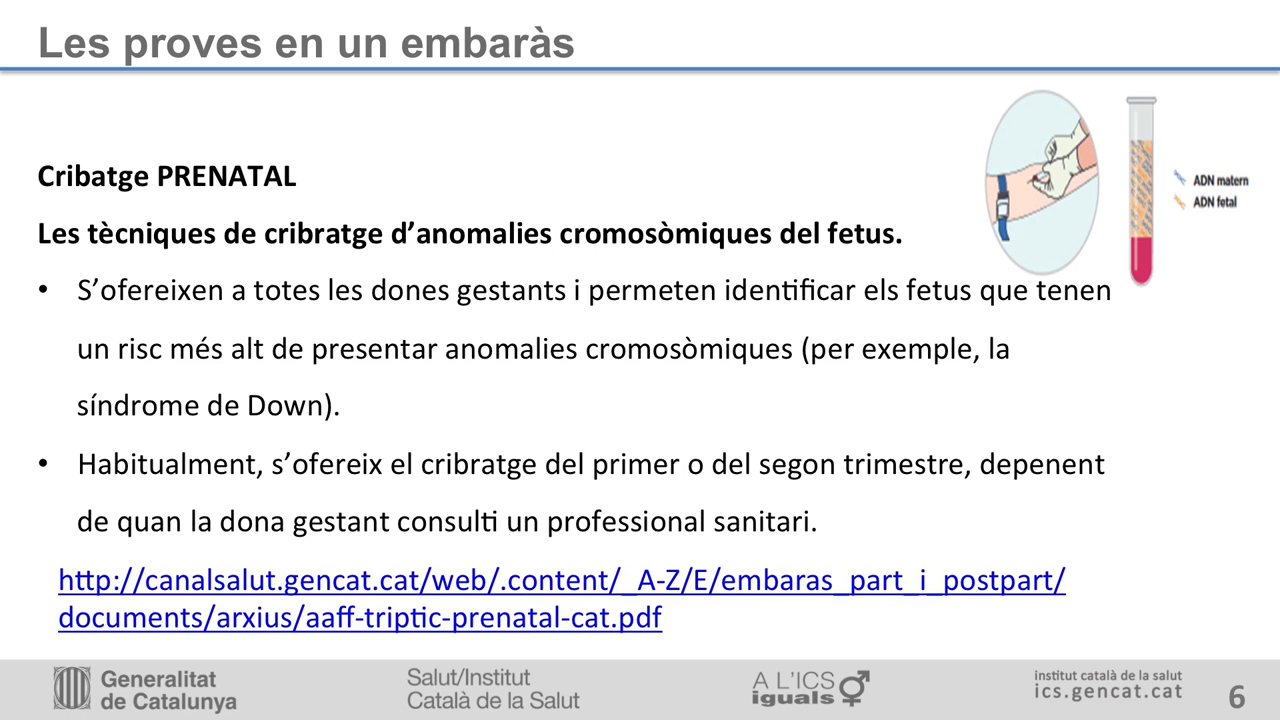 Les proves en un embaràs
ADN matern
ADN fetal
Cribatge PRENATAL
Les tècniques de cribratge d’anomalies cromosòmiques del fetus.
• S’ofereixen a totes les dones gestants i permeten identificar els fetus que tenen
un risc més alt de presentar anomalies cromosòmiques (per exemple, la
síndrome de Down).
• Habitualment, s’ofereix el cribratge del primer o del segon trimestre, depenent
de quan la dona gestant consulti un professional sanitari.
http://canalsalut.gencat.cat/web/.content/_A-Z/E/embaras_part_i_postpart/
documents/arxius/aaff-triptic-prenatal-cat.pdf
Generalitat
de Catalunya
Salut/Institut
Català de la Salut
A L'ICS
iguals
institut català de la salut
ics.gencat.cat
6